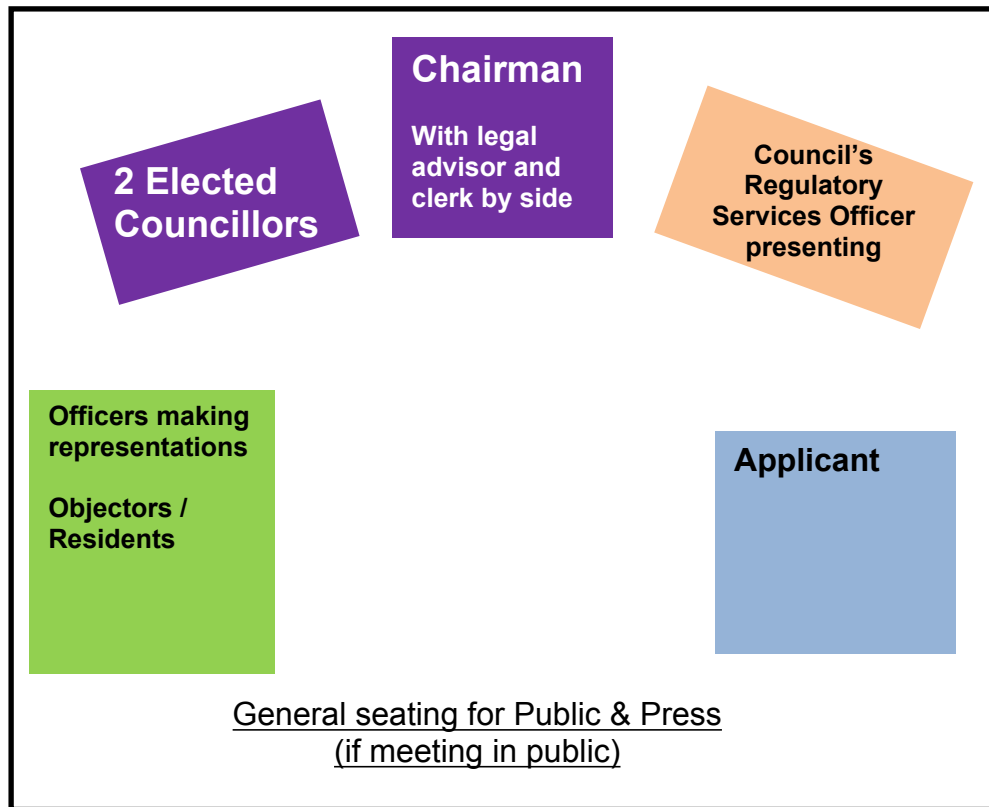 Chairman
With legal
advisor and
clerk by side
2 Elected
Councillors
Council’s
Regulatory
Services Officer
presenting
Officers making
representations
Objectors /
Residents
Applicant
General seating for Public & Press
(if meeting in public)